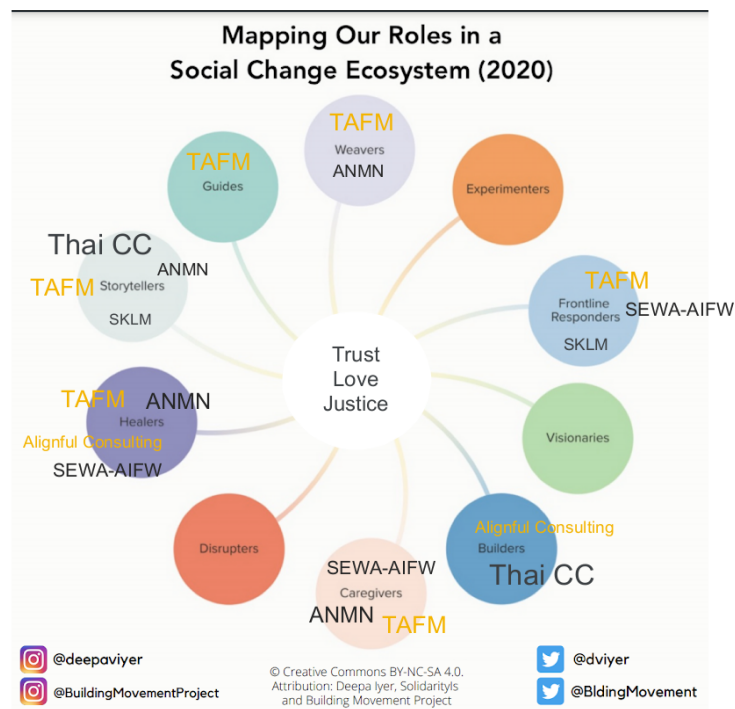 Mapping Our Roles in a
Social Change Ecosystem (2020)
TAFM
Weavers
ANMN
TAFM
Guides
Experimenters
Thai CC
ANMN
TAFM Storytellers
SKLM
TAFM
Frontline
Responders
SEWA-AIFW
SKLM
Trust
Love
Justice
TAFM ANMN
Healers
Alignful Consulting
SEWA-AIFW
Visionaries
Disrupters
Alignful Consulting
Builders
Thai CC
SEWA-AIFW
Caregivers
ANMN TAFM
@deepaviyer
@BuildingMovementProject
© Creative Commons BY-NC-SA 4.0.
Attribution: Deepa Iyer, SolidarityIs
and Building Movement Project
@dviyer
@BldingMovement